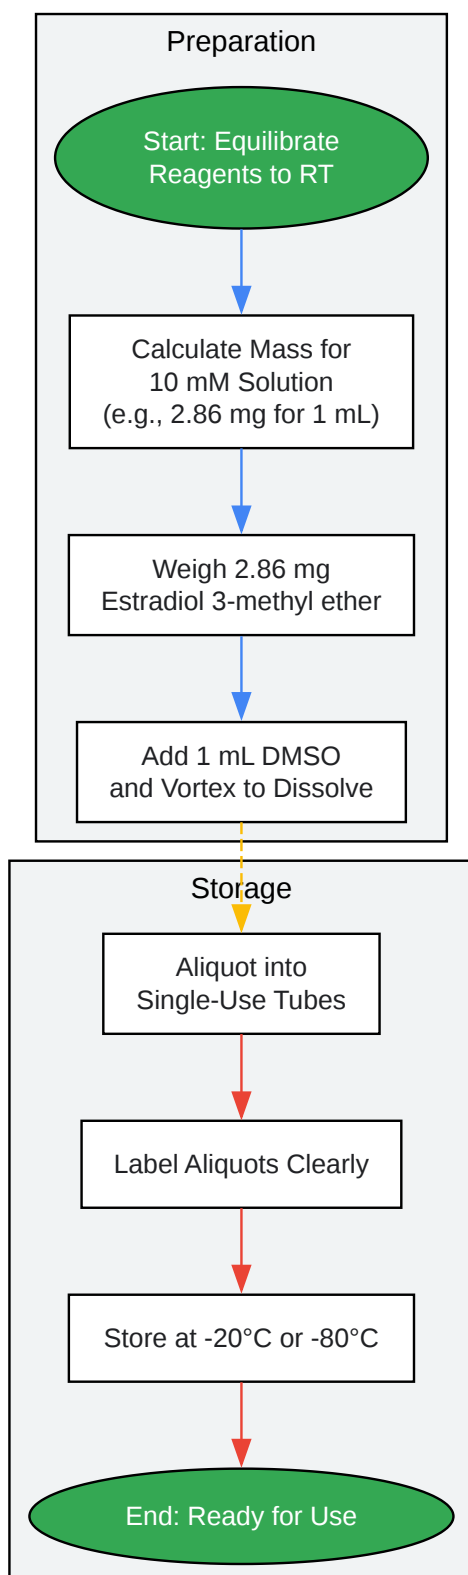 Preparation
Start: Equilibrate
Reagents to RT
Calculate Mass for
10 mM Solution
(e.g., 2.86 mg for 1 mL)
Weigh 2.86 mg
Estradiol 3-methyl ether
Add 1 mL DMSO
and Vortex to Dissolve
Storage
Aliquot into
Single-Use Tubes
Label Aliquots Clearly
Store at -20°C or -80°C
End: Ready for Use